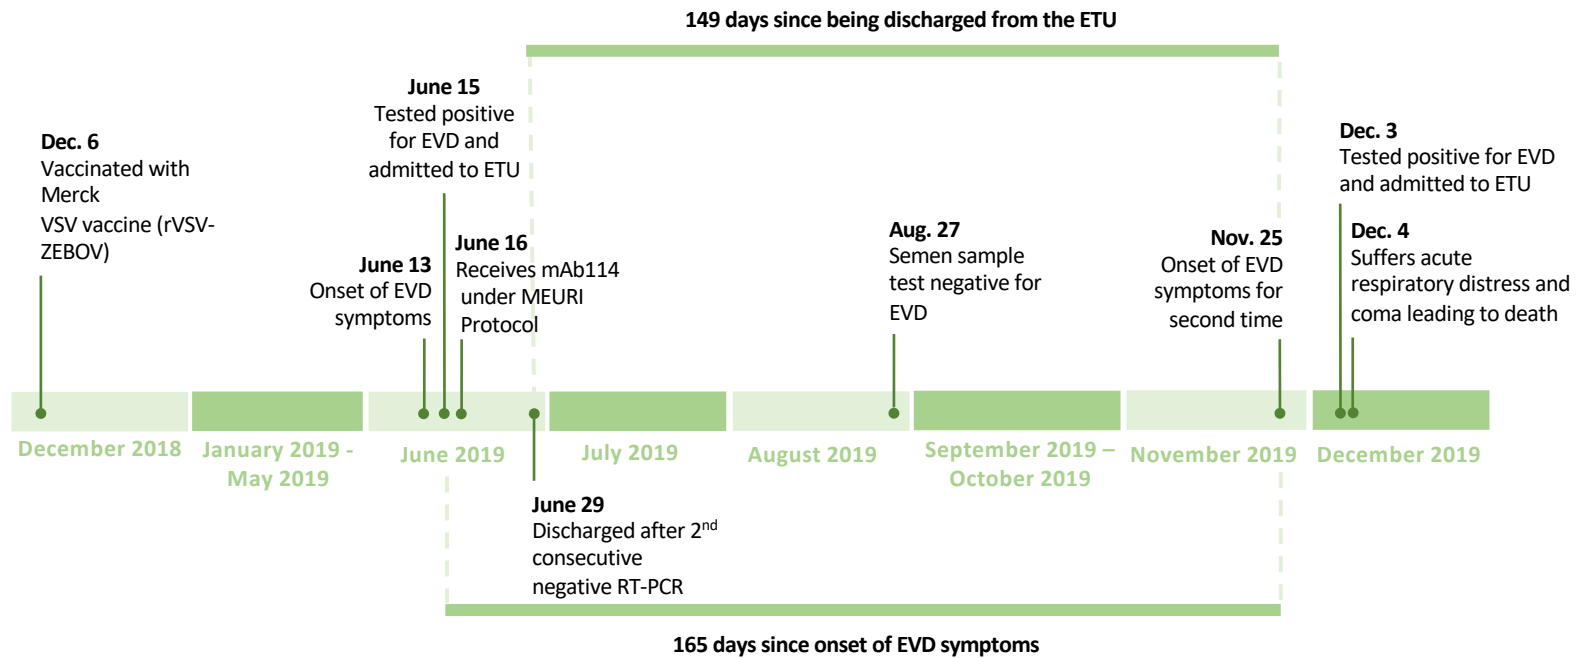 149 days since being discharged from the ETU
Dec. 6
Vaccinated with
Merck
VSV vaccine (rVSV-
ZEBOV)
June 13
Onset of EVD
symptoms
June 15
Tested positive
for EVD and
admitted to ETU
June 16
Receives mAb114
under MEURI
Protocol
Aug. 27
Semen sample
test negative for
EVD
Nov. 25
Onset of EVD
symptoms for
second time
Dec. 3
Tested positive for EVD
and admitted to ETU
Dec. 4
Suffers acute
respiratory distress and
coma leading to death
December 2018
January 2019 -
May 2019
June 2019
July 2019
August 2019
September 2019 –
October 2019
November 2019
December 2019
June 29
Discharged after 2nd
consecutive
negative RT-PCR
165 days since onset of EVD symptoms